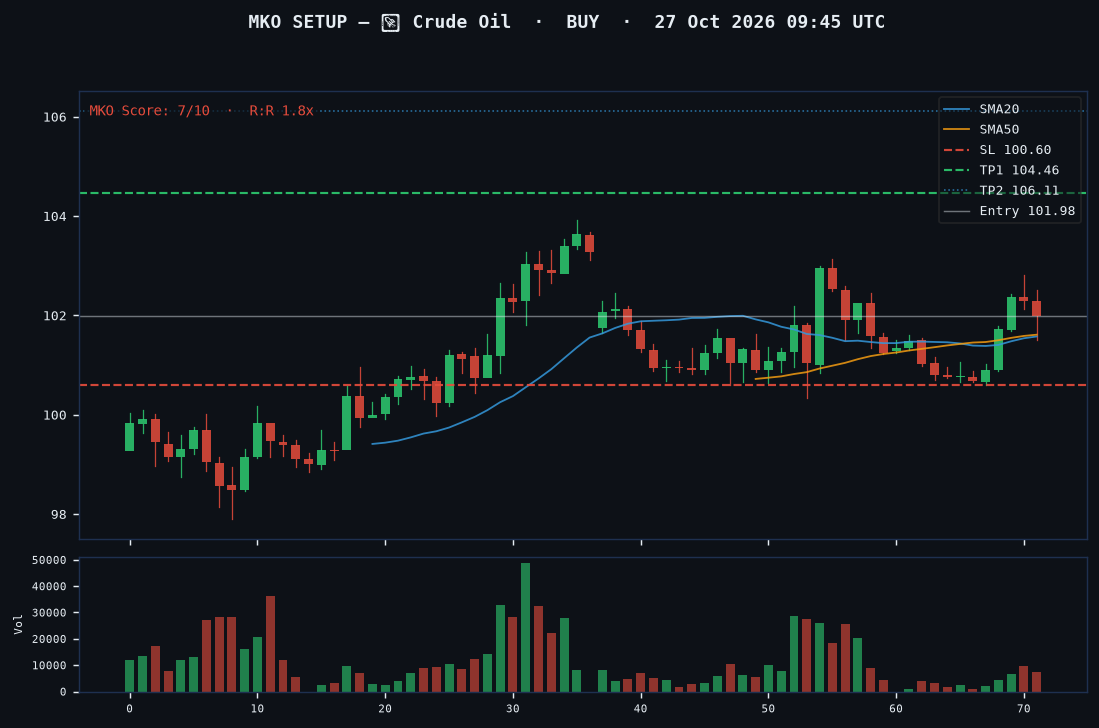 MKO SETUP — 🚀 Crude Oil · BUY · 27 Oct 2026 09:45 UTC
MKO Score: 7/10 · R:R 1.8x
SMA20
SMA50
SL 100.60
TP1 104.46
TP2 106.11
Entry 101.98
106
104
102
100
98
50000
40000
30000
20000
10000
0
Vol
0 10 20 30 40 50 60 70